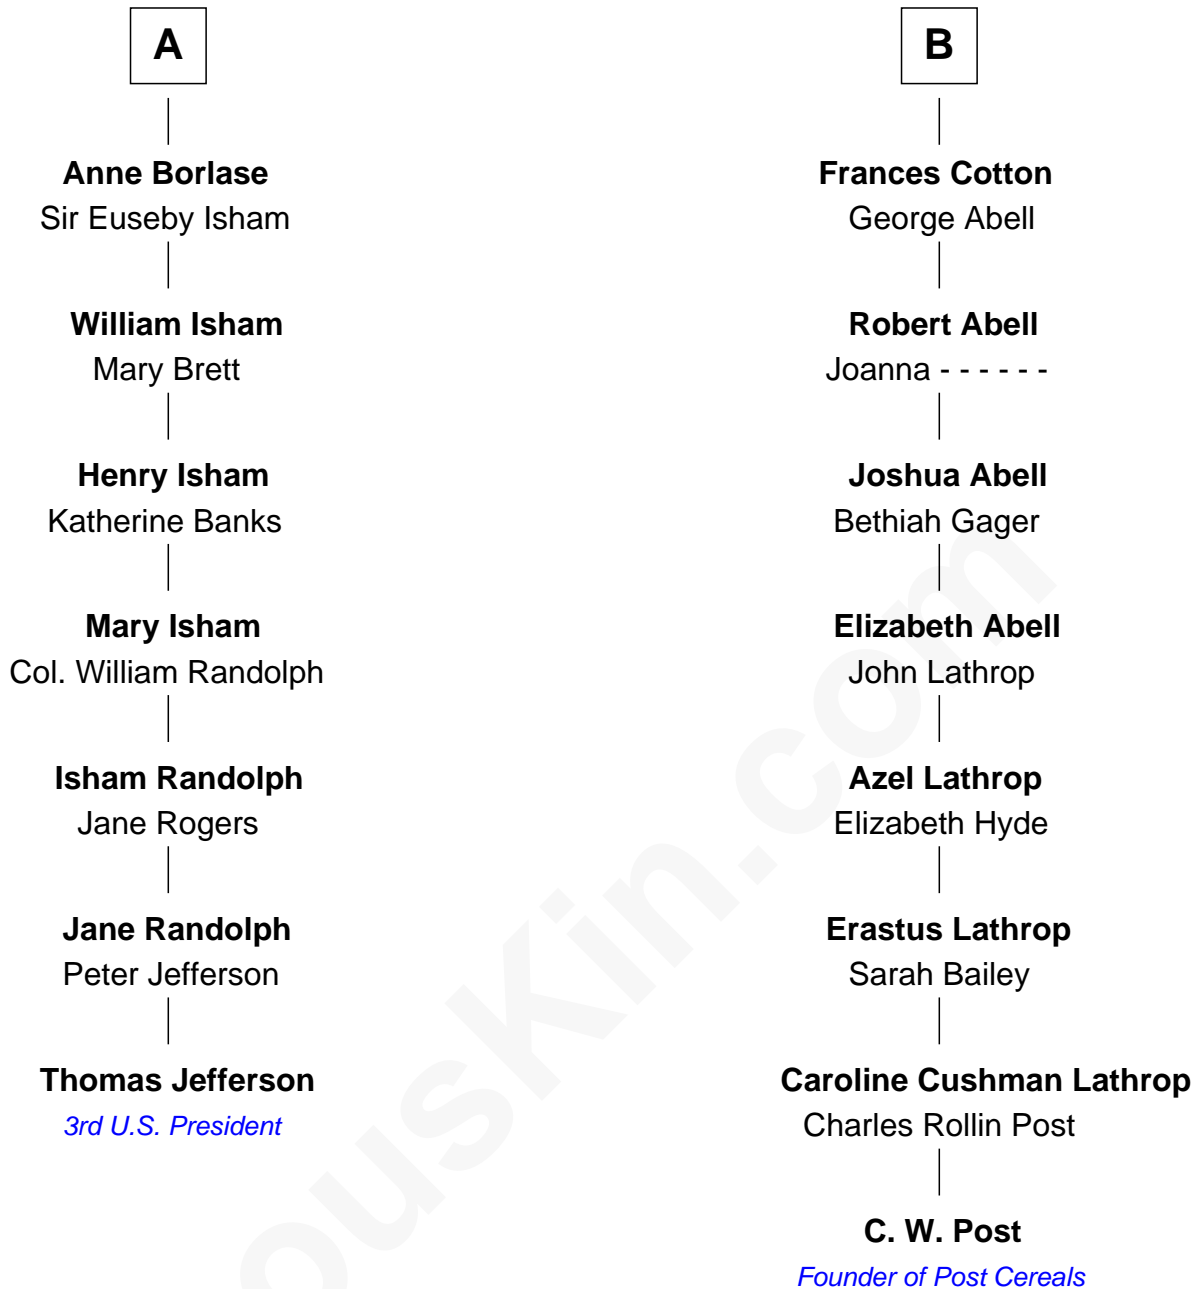 A
Anne Borlase
Sir Euseby Isham
William Isham
Mary Brett
Henry Isham
Katherine Banks
Mary Isham
Col. William Randolph
Isham Randolph
Jane Rogers
Jane Randolph
Peter Jefferson
Thomas Jefferson
3rd U.S. President
B
Frances Cotton
George Abell
Robert Abell
Joanna - - - - - -
Joshua Abell
Bethiah Gager
Elizabeth Abell
John Lathrop
Azel Lathrop
Elizabeth Hyde
Erastus Lathrop
Sarah Bailey
Caroline Cushman Lathrop
Charles Rollin Post
C. W. Post
Founder of Post Cereals
ousKin.com